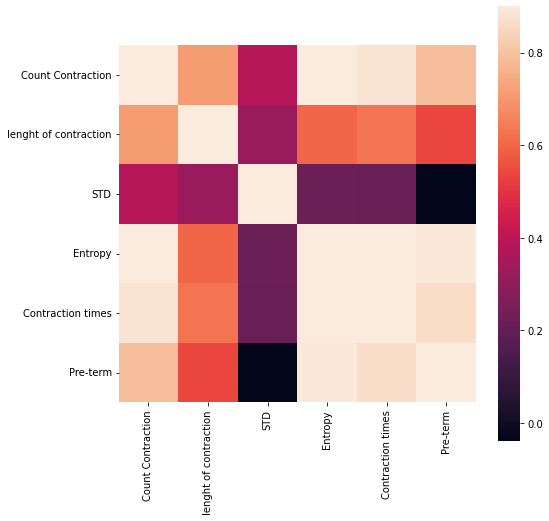 Count Contraction
lenght of contraction
STD
Entropy
Contraction times
Pre-term
Count Contraction
lenght of contraction
STD
Entropy
Contraction times
Pre-term
0.8
0.6
0.4
0.2
0.0